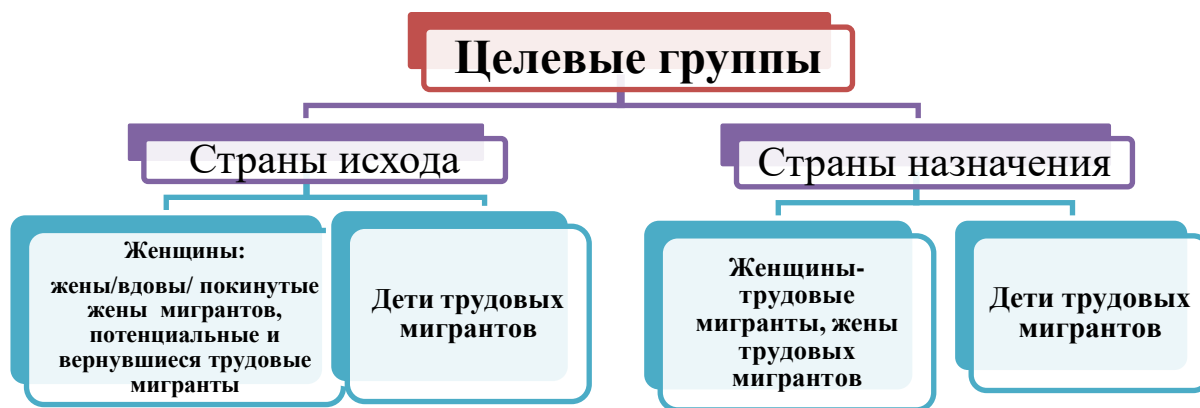 Целевые группы
Страны исхода
Страны назначения
Женщины:
жены/вдовы/ покинутые
жены мигрантов,
потенциальные и
вернувшиеся трудовые
мигранты
Дети трудовых
мигрантов
Женщины-
трудовые
мигранты, жены
трудовых
мигрантов
Дети трудовых
мигрантов